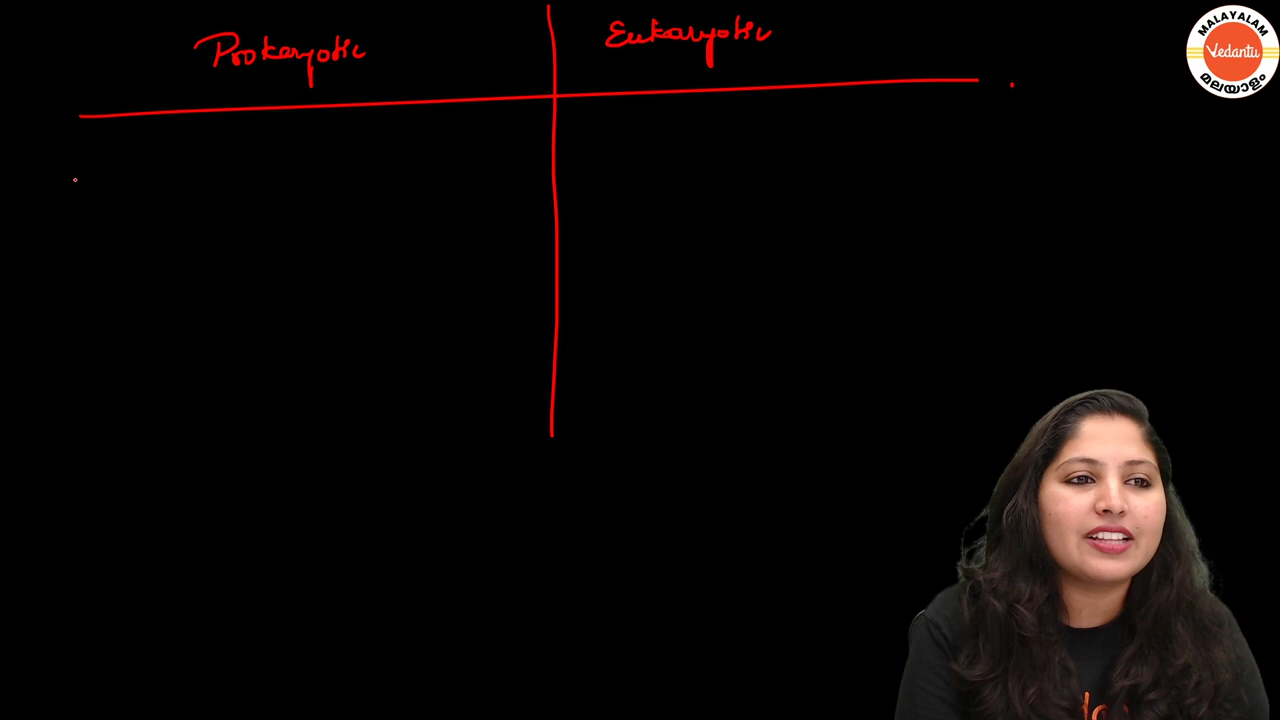 Prokaryotic
Eukaryotic
MALAYALAM
Vedantu
മലയാളം